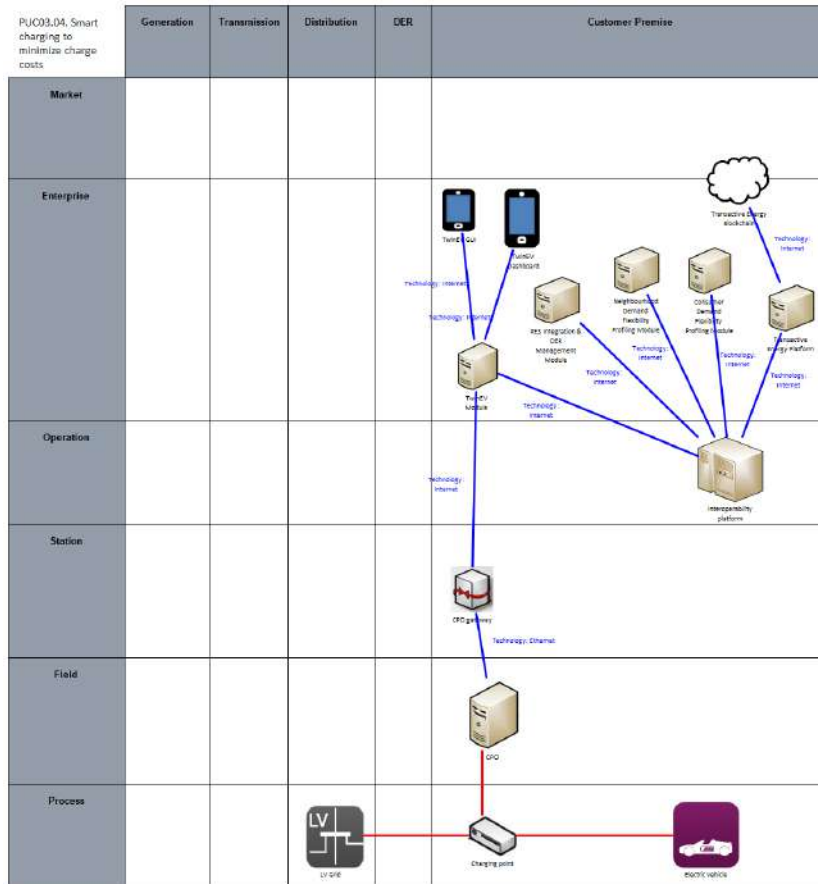 PUC03.04. Smart
charging to
minimize charge
costs
Generation
Transmission
Distribution
DER
Customer Premise
Market
Enterprise
TwinEV GUI
TwinEV
Dashboard
Transactive Energy
blockchain
Technology:
Internet
Technology: Internet
Technology: Internet
RES Integration &
DER
Management
Module
Neighbourhood
Demand
Flexibility
Profiling Module
Consumer
Demand
Flexibility
Profiling Module
Transactive
Energy Platform
Technology:
Internet
Technology:
Internet
Technology:
Internet
Technology:
Internet
TwinEV
Module
Technology:
Internet
Operation
Technology:
Internet
Interoperability
platform
Station
CPO gateway
Technology: Ethernet
Field
CPO
Process
LV
LV Grid
Charging point
Electric vehicle